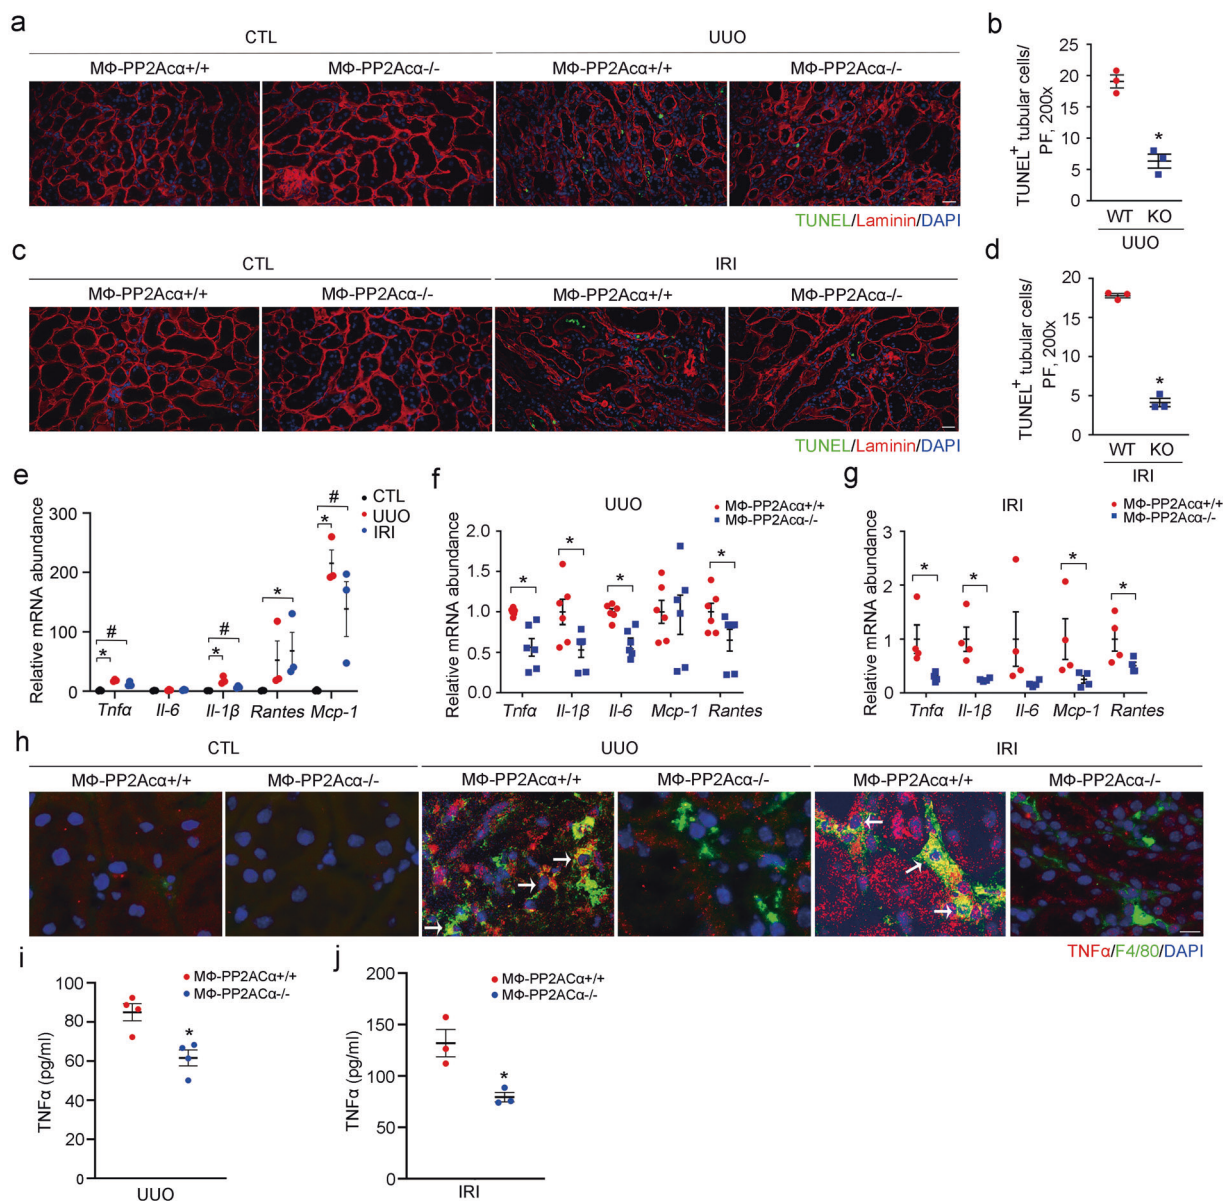 a
CTL
UUO
MΦ-PP2Acα+/+
MΦ-PP2Acα-/-
MΦ-PP2Acα+/+
MΦ-PP2Acα-/-
TUNEL/Laminin/DAPI
b
TUNEL+ tubular cells/
PF, 200x
25
20
15
10
5
0
*
WT
KO
UUO
c
CTL
IRI
MΦ-PP2Acα+/+
MΦ-PP2Acα-/-
MΦ-PP2Acα+/+
MΦ-PP2Acα-/-
TUNEL/Laminin/DAPI
d
TUNEL+ tubular cells/
PF, 200x
20
15
10
5
0
*
WT
KO
IRI
e
Relative mRNA abundance
300
200
100
0
CTL
UUO
IRI
#
*
#
*
*
#
*
Tnfα
Il-6
Il-1β
Rantes
Mcp-1
f
UUO
MΦ-PP2Acα+/+
MΦ-PP2Acα-/-
Relative mRNA abundance
2.0
1.5
1.0
0.5
0.0
*
*
*
*
Tnfα
Il-1β
Il-6
Mcp-1
Rantes
g
IRI
MΦ-PP2Acα+/+
MΦ-PP2Acα-/-
Relative mRNA abundance
3
2
1
0
*
*
*
*
Tnfα
Il-1β
Il-6
Mcp-1
Rantes
h
CTL
UUO
IRI
MΦ-PP2Acα+/+
MΦ-PP2Acα-/-
MΦ-PP2Acα+/+
MΦ-PP2Acα-/-
MΦ-PP2Acα+/+
MΦ-PP2Acα-/-
TNFα/F4/80/DAPI
i
MΦ-PP2ACα+/+
MΦ-PP2ACα-/-
TNFα (pg/ml)
100
80
60
40
20
0
*
UUO
j
MΦ-PP2ACα+/+
MΦ-PP2ACα-/-
TNFα (pg/ml)
200
150
100
50
0
*
IRI